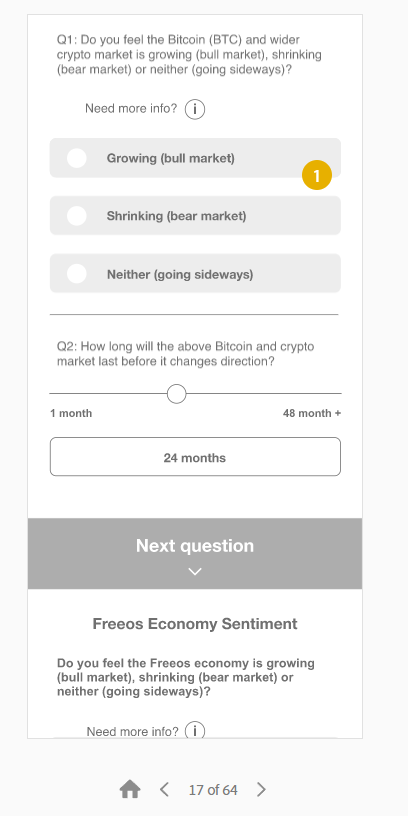 Q1: Do you feel the Bitcoin (BTC) and wider
crypto market is growing (bull market), shrinking
(bear market) or neither (going sideways)?
Need more info? i
Growing (bull market)
1
Shrinking (bear market)
Neither (going sideways)
Q2: How long will the above Bitcoin and crypto
market last before it changes direction?
1 month 48 month +
24 months
Next question
Freeos Economy Sentiment
Do you feel the Freeos economy is growing
(bull market), shrinking (bear market) or
neither (going sideways)?
Need more info? i
17 of 64